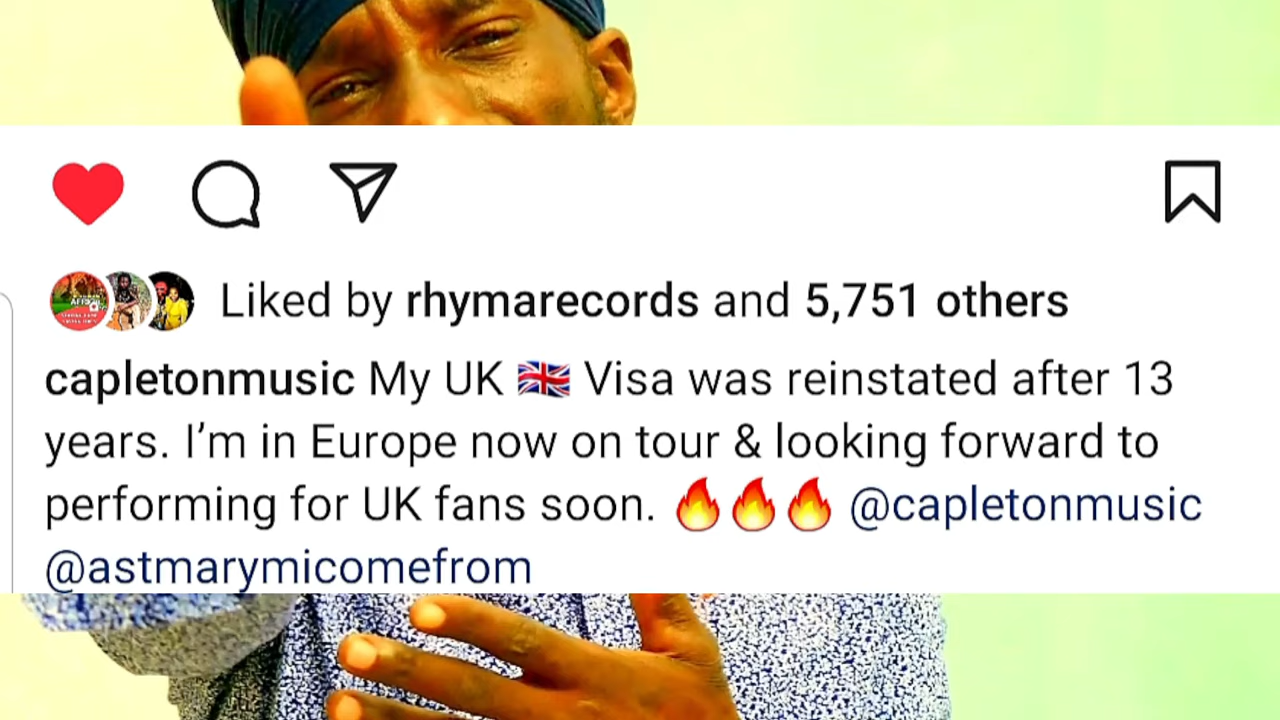 Liked by rhymarecords and 5,751 others
capletonmusic My UK 🇬🇧 Visa was reinstated after 13
years. I’m in Europe now on tour & looking forward to
performing for UK fans soon. 🔥🔥🔥 @capletonmusic
@astmarymicomefrom